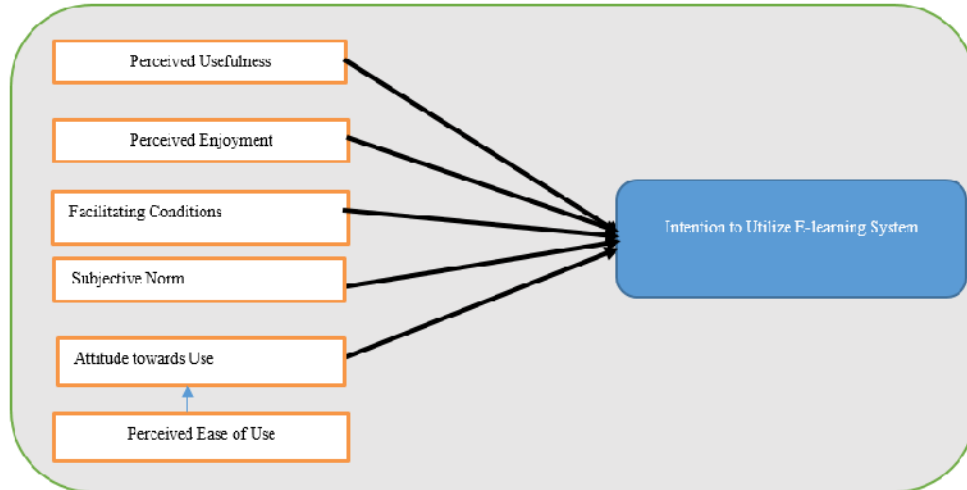 Perceived Usefulness
Perceived Enjoyment
Facilitating Conditions
Subjective Norm
Attitude towards Use
Perceived Ease of Use
Intention to Utilize E-learning System